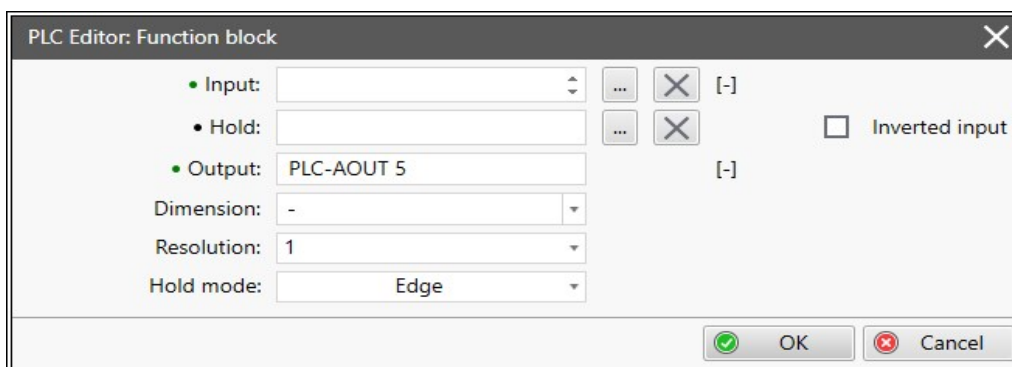 PLC Editor: Function block
• Input: ... [-]
• Hold: ... Inverted input
• Output: PLC-AOUT 5 [-]
Dimension: -
Resolution: 1
Hold mode: Edge
OK Cancel